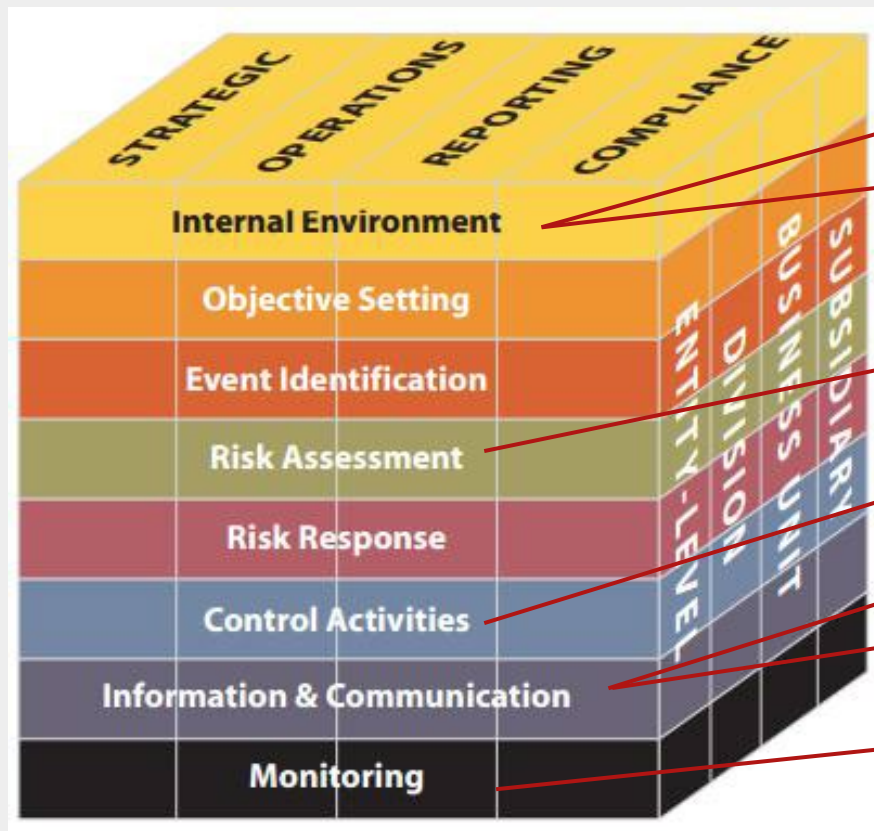 STRATEGIC
OPERATIONS
REPORTING
COMPLIANCE
Internal Environment
Objective Setting
Event Identification
Risk Assessment
Risk Response
Control Activities
Information & Communication
Monitoring
ENTITY-LEVEL
DIVISION
BUSINESS UNIT
SUBSIDIARY